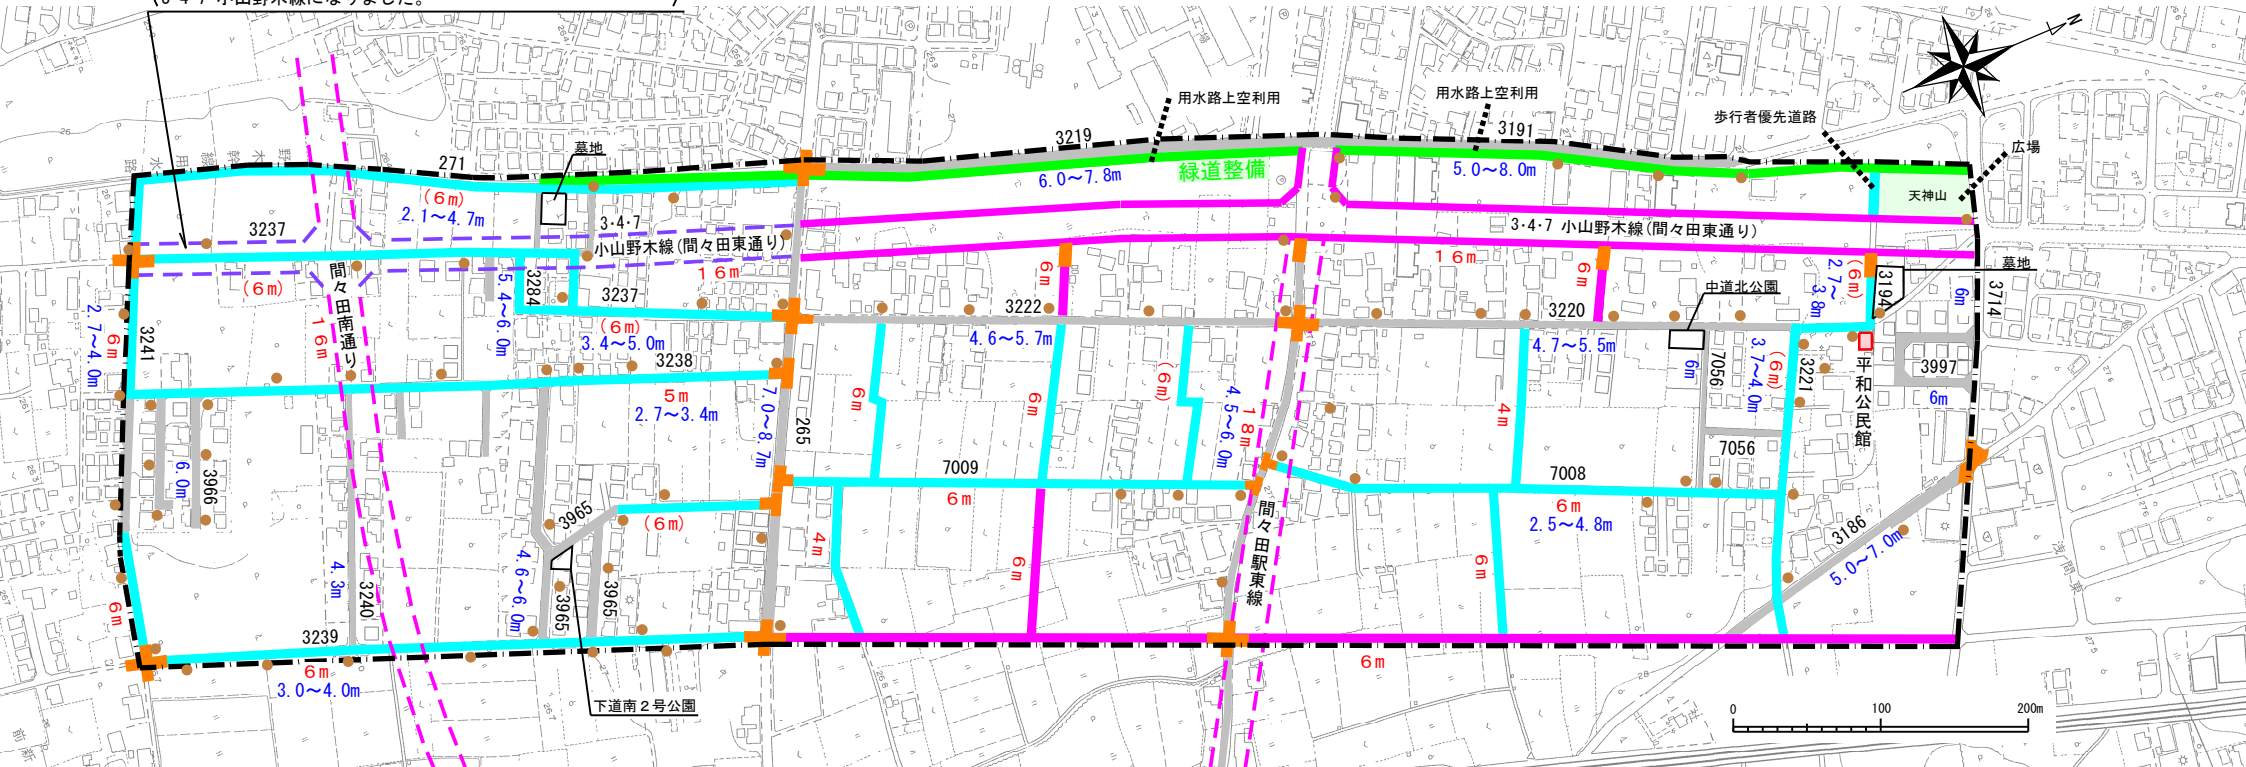 3・4・7 小山野木線になりました。
N
用水路上空利用
用水路上空利用
歩行者優先道路
広場
3219
3191
墓地
271
緑道整備
6.0～7.8m
5.0～8.0m
天神山
(6m)
2.1～4.7m
3237
3・4・7
小山野木線(間々田東通り)
3・4・7 小山野木線(間々田東通り)
16m
16m
(6m)
間々田南通り
16m
5.4～6.0m
3284
3237
(6m)
3.4～5.0m
6m
6m
2.7～
3.8m
(6m)
3194
墓地
6m
3714
2.7～4.0m
6m
3241
3222
4.6～5.7m
3220
4.7～5.5m
中道北公園
6m
7056
3.7～4.0m
(6m)
3221
平和公民館
3997
6m
3238
5m
2.7～3.4m
7.0～8.7m
265
6m
6m
(6m)
4.5～6.0m
18m
4m
7056
6.0m
3966
7009
6m
7008
6m
2.5～4.8m
3965
(6m)
4m
6m
間々田駅東線
6m
3186
5.0～7.0m
6m
4.3m
3240
4.6～6.0m
3965
3965
3239
6m
3.0～4.0m
6m
下道南2号公園
0
100
200m